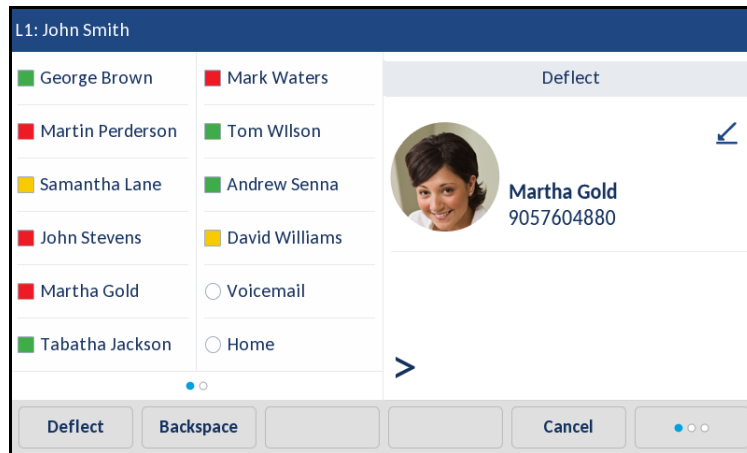 L1: John Smith
George Brown
Mark Waters
Martin Perderson
Tom WIlson
Samantha Lane
Andrew Senna
John Stevens
David Williams
Martha Gold
Voicemail
Tabatha Jackson
Home
Deflect
Martha Gold
9057604880
>
Deflect
Backspace
Cancel